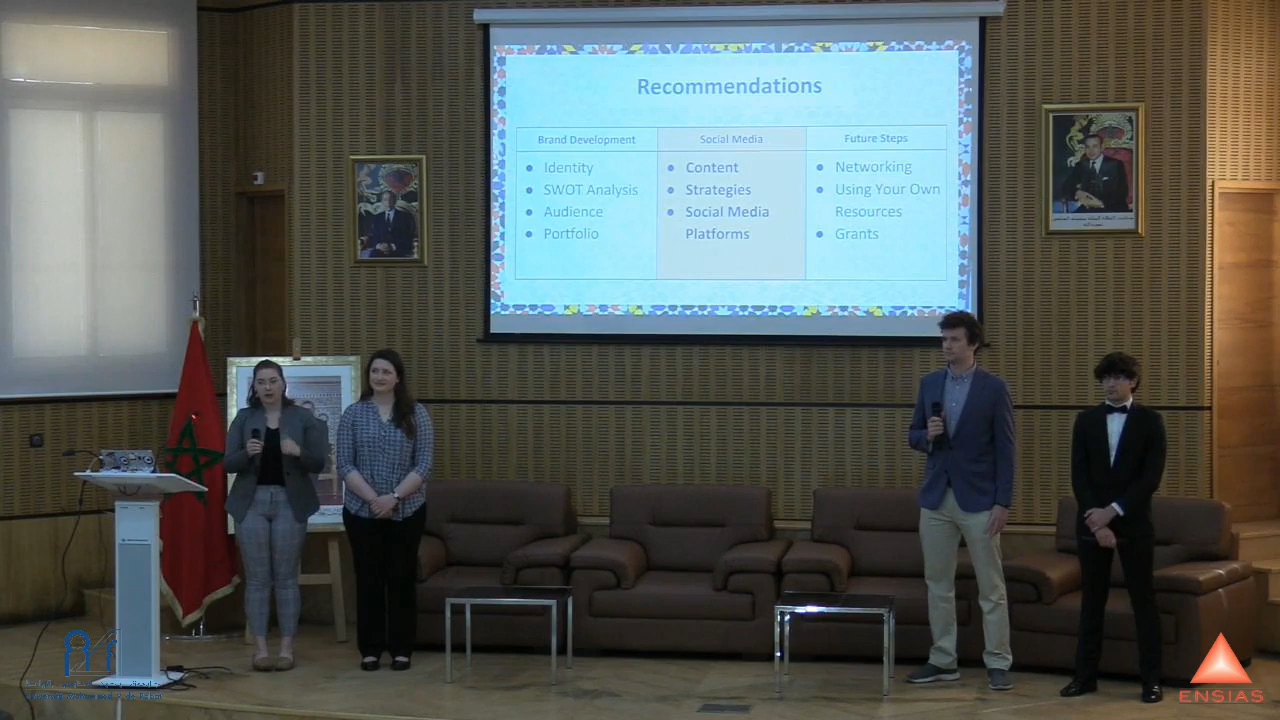 Recommendations
Brand Development
Identity
SWOT Analysis
Audience
Portfolio
Social Media
Content
Strategies
Social Media
Platforms
Future Steps
Networking
Using Your Own
Resources
Grants
ENSIAS